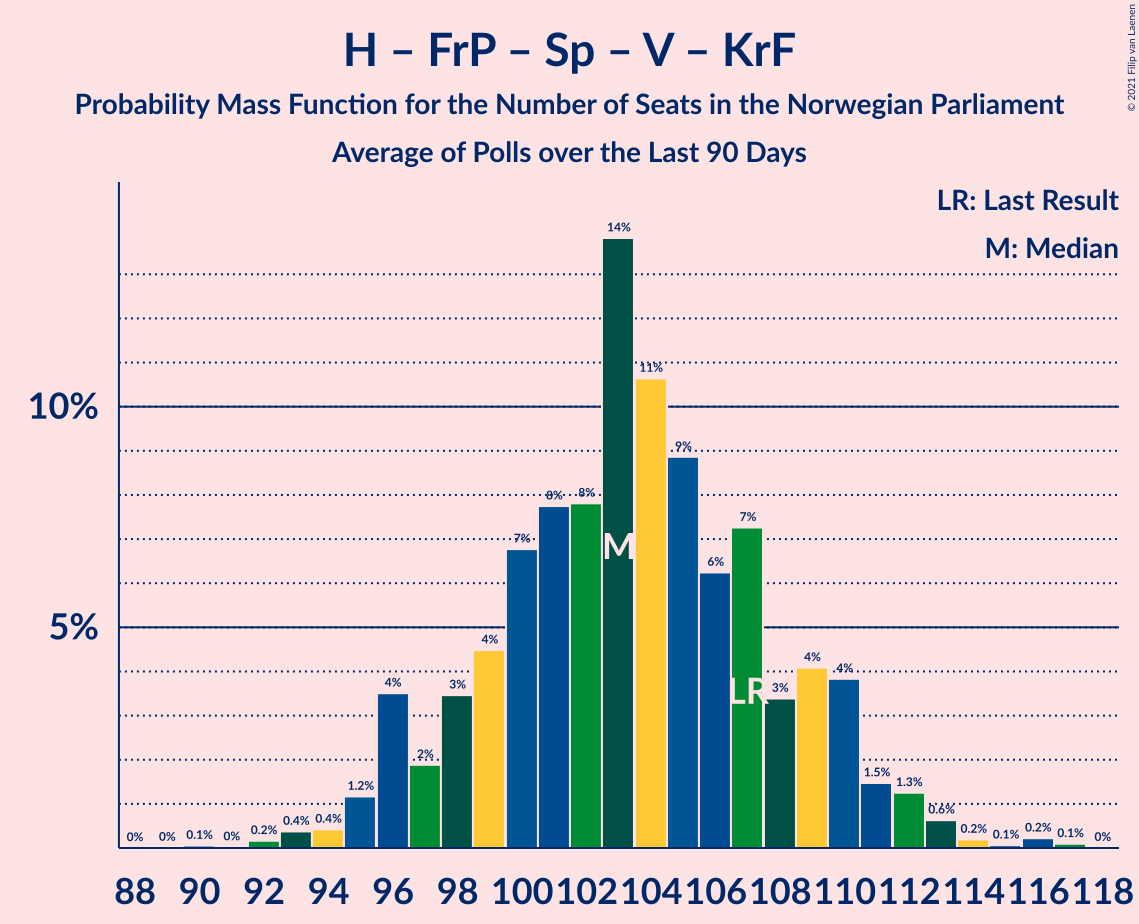 H – FrP – Sp – V – KrF
Probability Mass Function for the Number of Seats in the Norwegian Parliament
Average of Polls over the Last 90 Days
© 2021 Filip van Laenen
LR: Last Result
M: Median
10%
5%
0% 0% 0.1% 0% 0.2% 0.4% 0.4% 1.2% 4% 2% 3% 4% 7% 8% 8% 14% 11% 9% 6% 7% 3% 4% 4% 1.5% 1.3% 0.6% 0.2% 0.1% 0.2% 0.1% 0%
M
LR
88 90 92 94 96 98 100 102 104 106 108 110 112 114 116 118